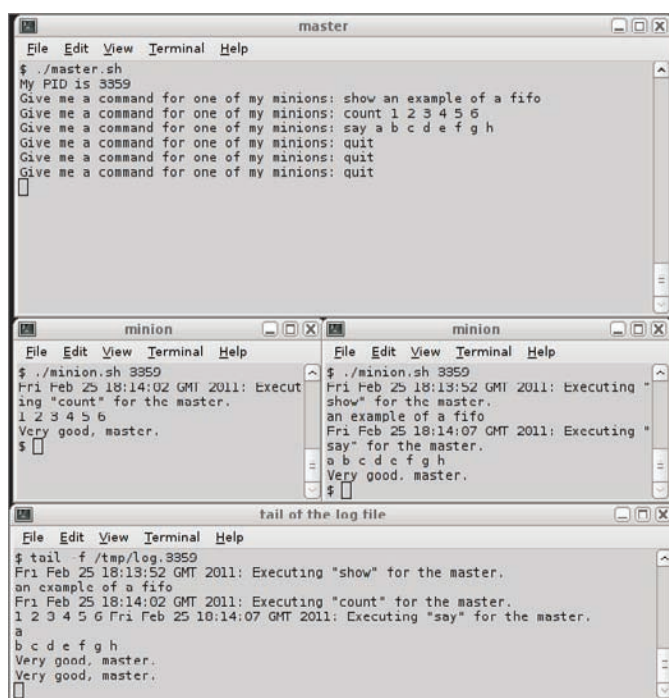 master
File Edit View Terminal Help
$ ./master.sh
My PID is 3359
Give me a command for one of my minions: show an example of a fifo
Give me a command for one of my minions: count 1 2 3 4 5 6
Give me a command for one of my minions: say a b c d e f g h
Give me a command for one of my minions: quit
Give me a command for one of my minions: quit
Give me a command for one of my minions: quit
minion
File Edit View Terminal Help
$ ./minion.sh 3359
Fri Feb 25 18:14:02 GMT 2011: Execut
ing "count" for the master.
1 2 3 4 5 6
Very good, master.
$
minion
File Edit View Terminal Help
$ ./minion.sh 3359
Fri Feb 25 18:13:52 GMT 2011: Executing "
show" for the master.
an example of a fifo
Fri Feb 25 18:14:07 GMT 2011: Executing "
say" for the master.
a b c d e f g h
Very good, master.
$
tail of the log file
File Edit View Terminal Help
$ tail -f /tmp/log.3359
Fri Feb 25 18:13:52 GMT 2011: Executing "show" for the master.
an example of a fifo
Fri Feb 25 18:14:02 GMT 2011: Executing "count" for the master.
1 2 3 4 5 6 Fri Feb 25 18:14:07 GMT 2011: Executing "say" for the master.
a
b c d e f g h
Very good, master.
Very good, master.